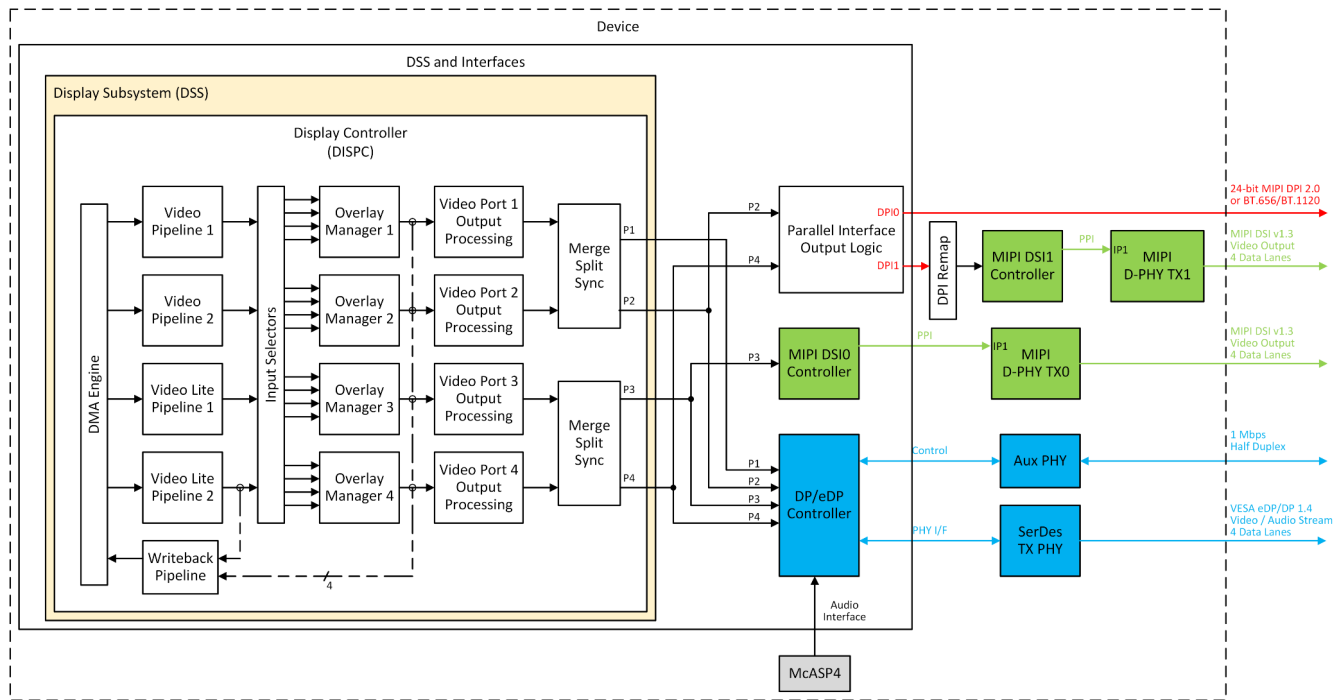 Device
DSS and Interfaces
Display Subsystem (DSS)
Display Controller
(DISPC)
DMA Engine
Video
Pipeline 1
Video
Pipeline 2
Video Lite
Pipeline 1
Video Lite
Pipeline 2
Writeback
Pipeline
4
Input Selectors
Overlay
Manager 1
Overlay
Manager 2
Overlay
Manager 3
Overlay
Manager 4
Video Port 1
Output
Processing
Video Port 2
Output
Processing
Video Port 3
Output
Processing
Video Port 4
Output
Processing
Merge
Split
Sync
Merge
Split
Sync
P1
P2
P3
P4
P2
P4
Parallel Interface
Output Logic
DPI0
DPI1
DPI Remap
MIPI DSI1
Controller
PPI
IP1
MIPI
D-PHY TX1
24-bit MIPI DPI 2.0
or BT.656/BT.1120
MIPI DSI v1.3
Video Output
4 Data Lanes
P3
MIPI DSI0
Controller
PPI
IP1
MIPI
D-PHY TX0
MIPI DSI v1.3
Video Output
4 Data Lanes
P1
P2
P3
P4
DP/eDP
Controller
Control
Aux PHY
1 Mbps
Half Duplex
PHY I/F
SerDes
TX PHY
VESA eDP/DP 1.4
Video / Audio Stream
4 Data Lanes
Audio
Interface
McASP4